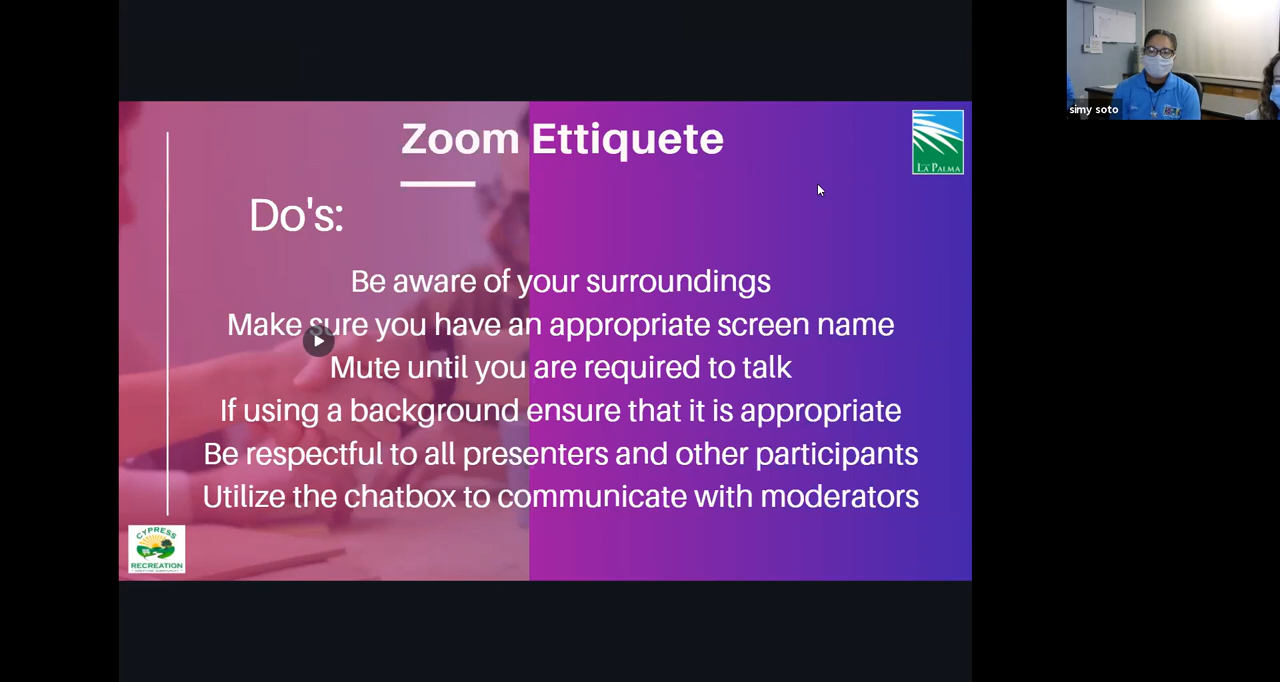 Zoom Ettiquete
LA PALMA
Do's:
Be aware of your surroundings
Make sure you have an appropriate screen name
Mute until you are required to talk
If using a background ensure that it is appropriate
Be respectful to all presenters and other participants
Utilize the chatbox to communicate with moderators
CYPRESS
RECREATION
simy soto